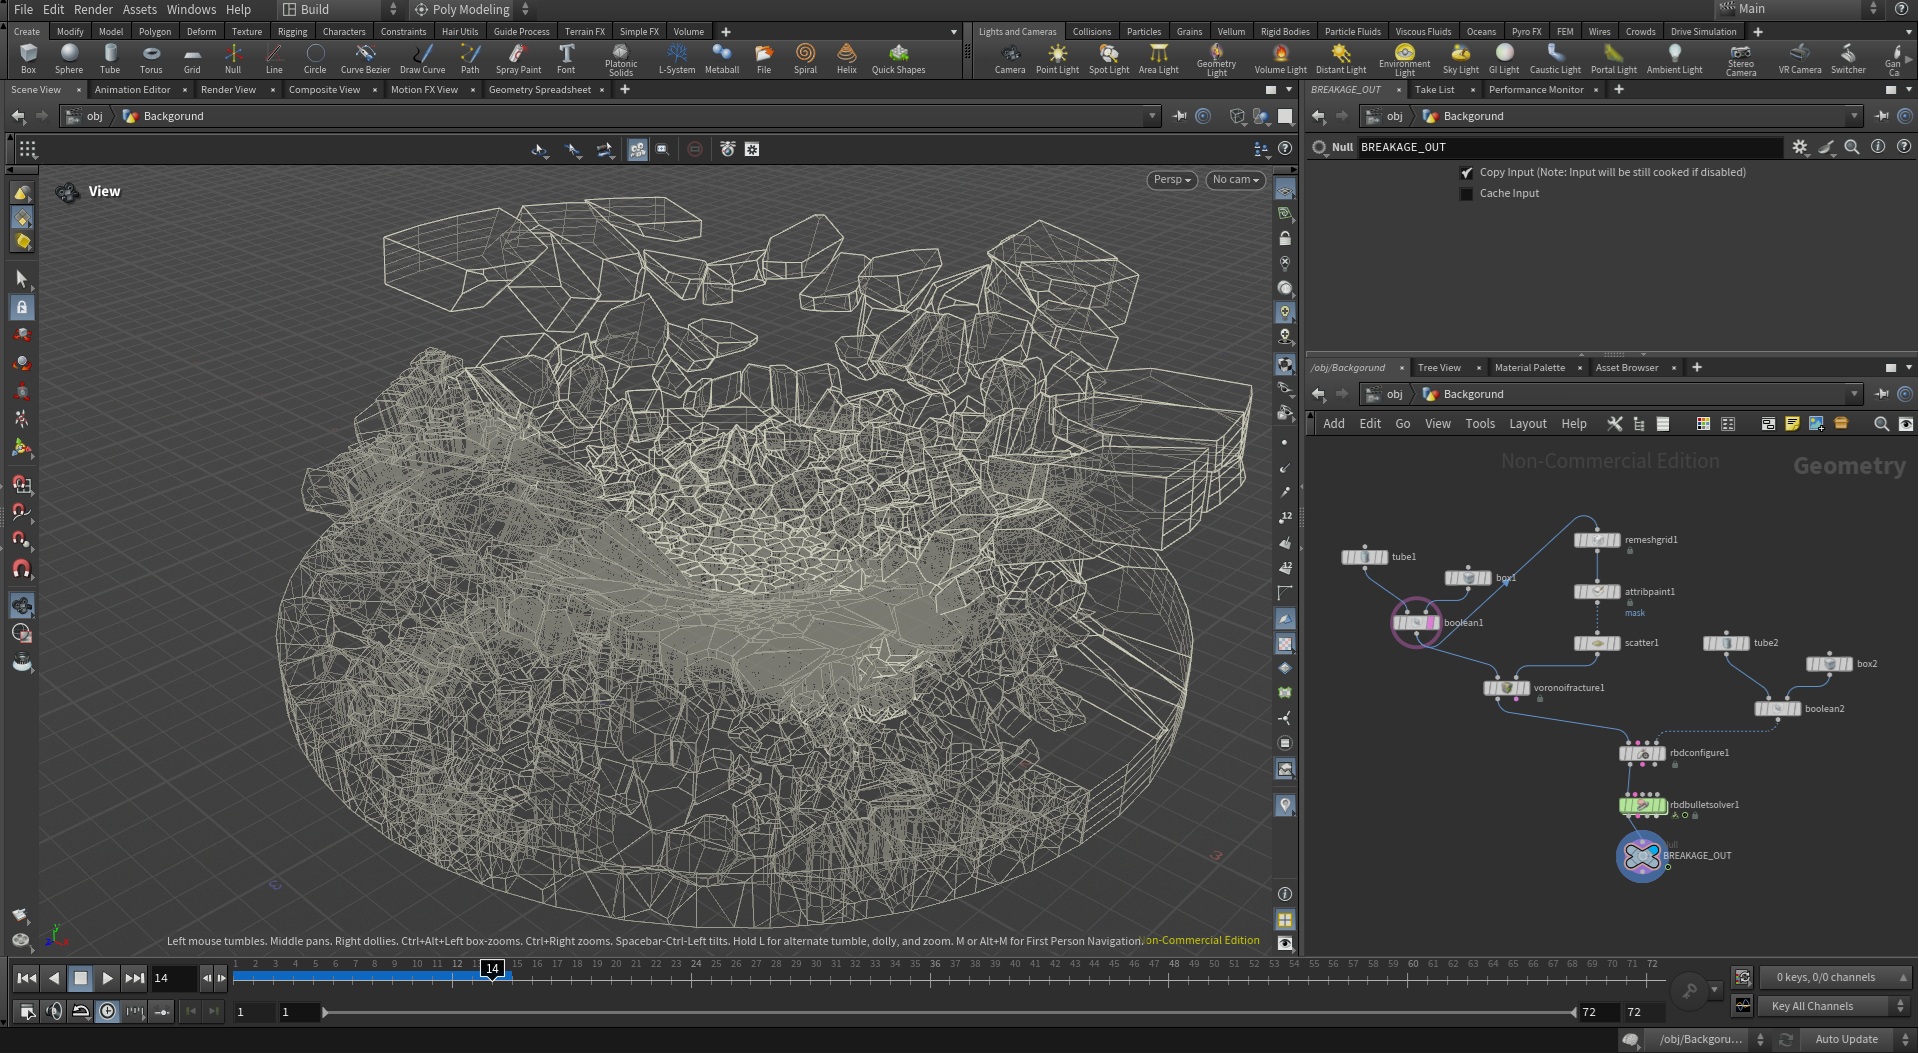 File Edit Render Assets Windows Help Build Poly Modeling Main
Create Modify Model Polygon Deform Texture Rigging Characters Constraints Hair Utils Guide Process Terrain FX Simple FX Volume
Lights and Cameras Collisions Particles Grains Vellum Rigid Bodies Particle Fluids Viscous Fluids Oceans Pyro FX FEM Wires Crowds Drive Simulation
Box Sphere Tube Torus Grid Null Line Circle Curve Bezier Draw Curve Path Spray Paint Font Platonic Solids L-System Metaball File Spiral Helix Quick Shapes
Camera Point Light Spot Light Area Light Geometry Light Volume Light Distant Light Environment Light Sky Light GI Light Caustic Light Portal Light Ambient Light Stereo Camera VR Camera Switcher Gan Ca
Scene View Animation Editor Render View Composite View Motion FX View Geometry Spreadsheet
BREAKAGE_OUT Take List Performance Monitor
obj Backgorund
obj Backgorund
Null BREAKAGE_OUT
Copy Input (Note: Input will be still cooked if disabled)
Cache Input
View
Persp
No cam
/obj/Backgorund Tree View Material Palette Asset Browser
obj Backgorund
Add Edit Go View Tools Layout Help
Non-Commercial Edition
Geometry
remeshgrid1
tube1
box1
attribpaint1
mask
boolean1
scatter1
tube2
box2
voronoifracture1
boolean2
rbdconfigure1
rbdbulletsolver1
BREAKAGE_OUT
12
12
Left mouse tumbles. Middle pans. Right dollies. Ctrl+Alt+Left box-zooms. Ctrl+Right zooms. Spacebar-Ctrl-Left tilts. Hold L for alternate tumble, dolly, and zoom. M or Alt+M for First Person Navigation.
on-Commercial Edition
14
1 2 3 4 5 6 7 8 9 10 11 12 14 15 16 17 18 19 20 21 22 23 24 25 26 27 28 29 30 31 32 33 34 35 36 37 38 39 40 41 42 43 44 45 46 47 48 49 50 51 52 53 54 55 56 57 58 59 60 61 62 63 64 65 66 67 68 69 70 71 72
0 keys, 0/0 channels
1 1 72 72
Key All Channels
/obj/Backgoru... Auto Update